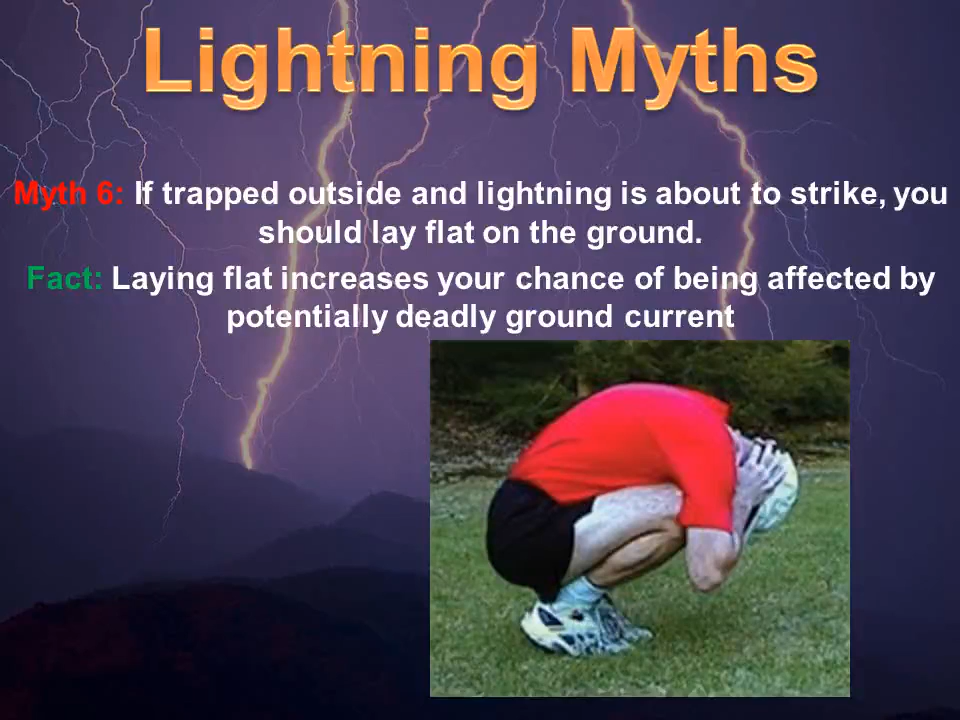 Lightning Myths
Myth 6: If trapped outside and lightning is about to strike, you
should lay flat on the ground.
Fact: Laying flat increases your chance of being affected by
potentially deadly ground current